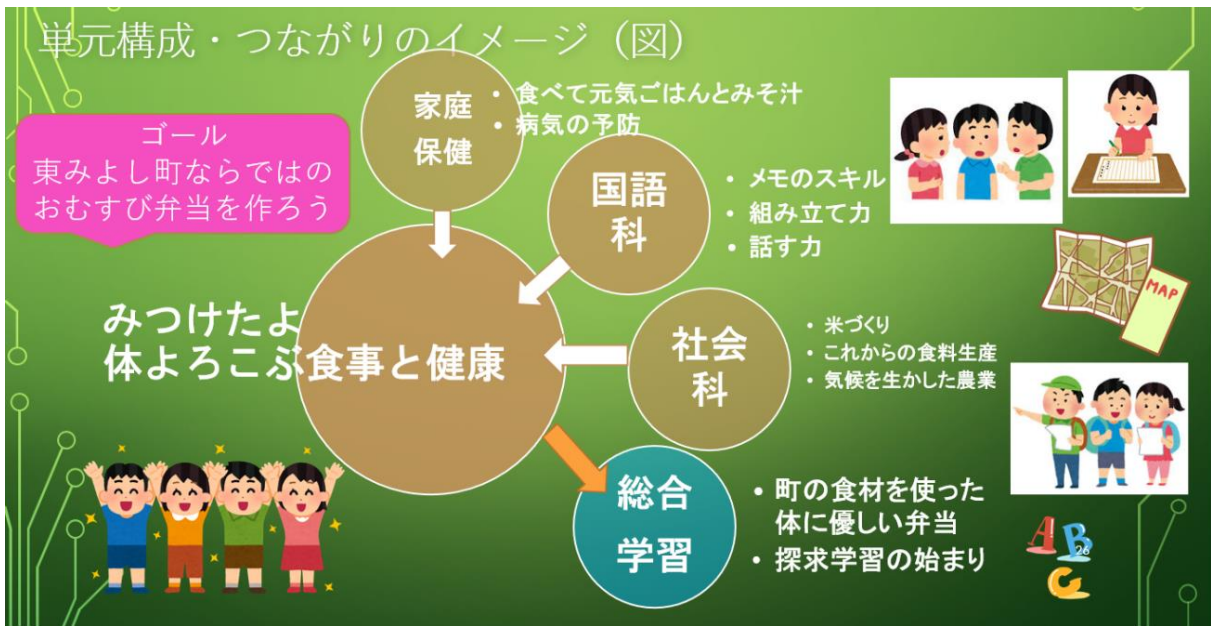 単元構成・つながりのイメージ（図）
ゴール
東みよし町ならではの
おむすび弁当を作ろう
家庭
保健
• 食べて元気ごはんとみそ汁
• 病気の予防
国語
科
• メモのスキル
• 組み立て力
• 話す力
MAP
みつけたよ
体よろこぶ食事と健康
社会
科
• 米づくり
• これからの食料生産
• 気候を生かした農業
総合
学習
• 町の食材を使った
体に優しい弁当
• 探求学習の始まり
A B
26
C